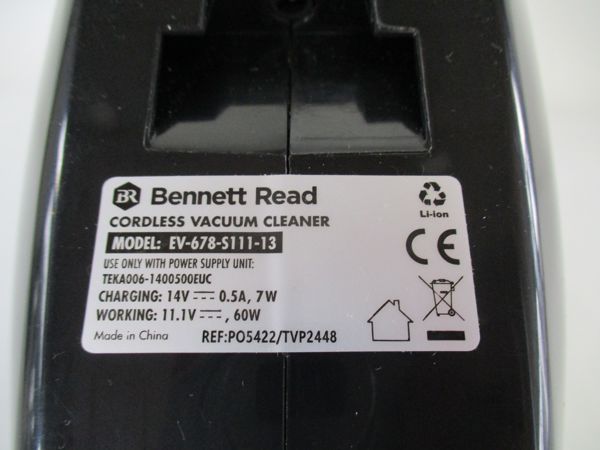 BR Bennett Read
CORDLESS VACUUM CLEANER
MODEL: EV-678-S111-13
USE ONLY WITH POWER SUPPLY UNIT:
TEKA006-1400500EUC
CHARGING: 14V ⎓ 0.5A, 7W
WORKING: 11.1V ⎓, 60W
Made in China
REF:PO5422/TVP2448
Li-ion
CE